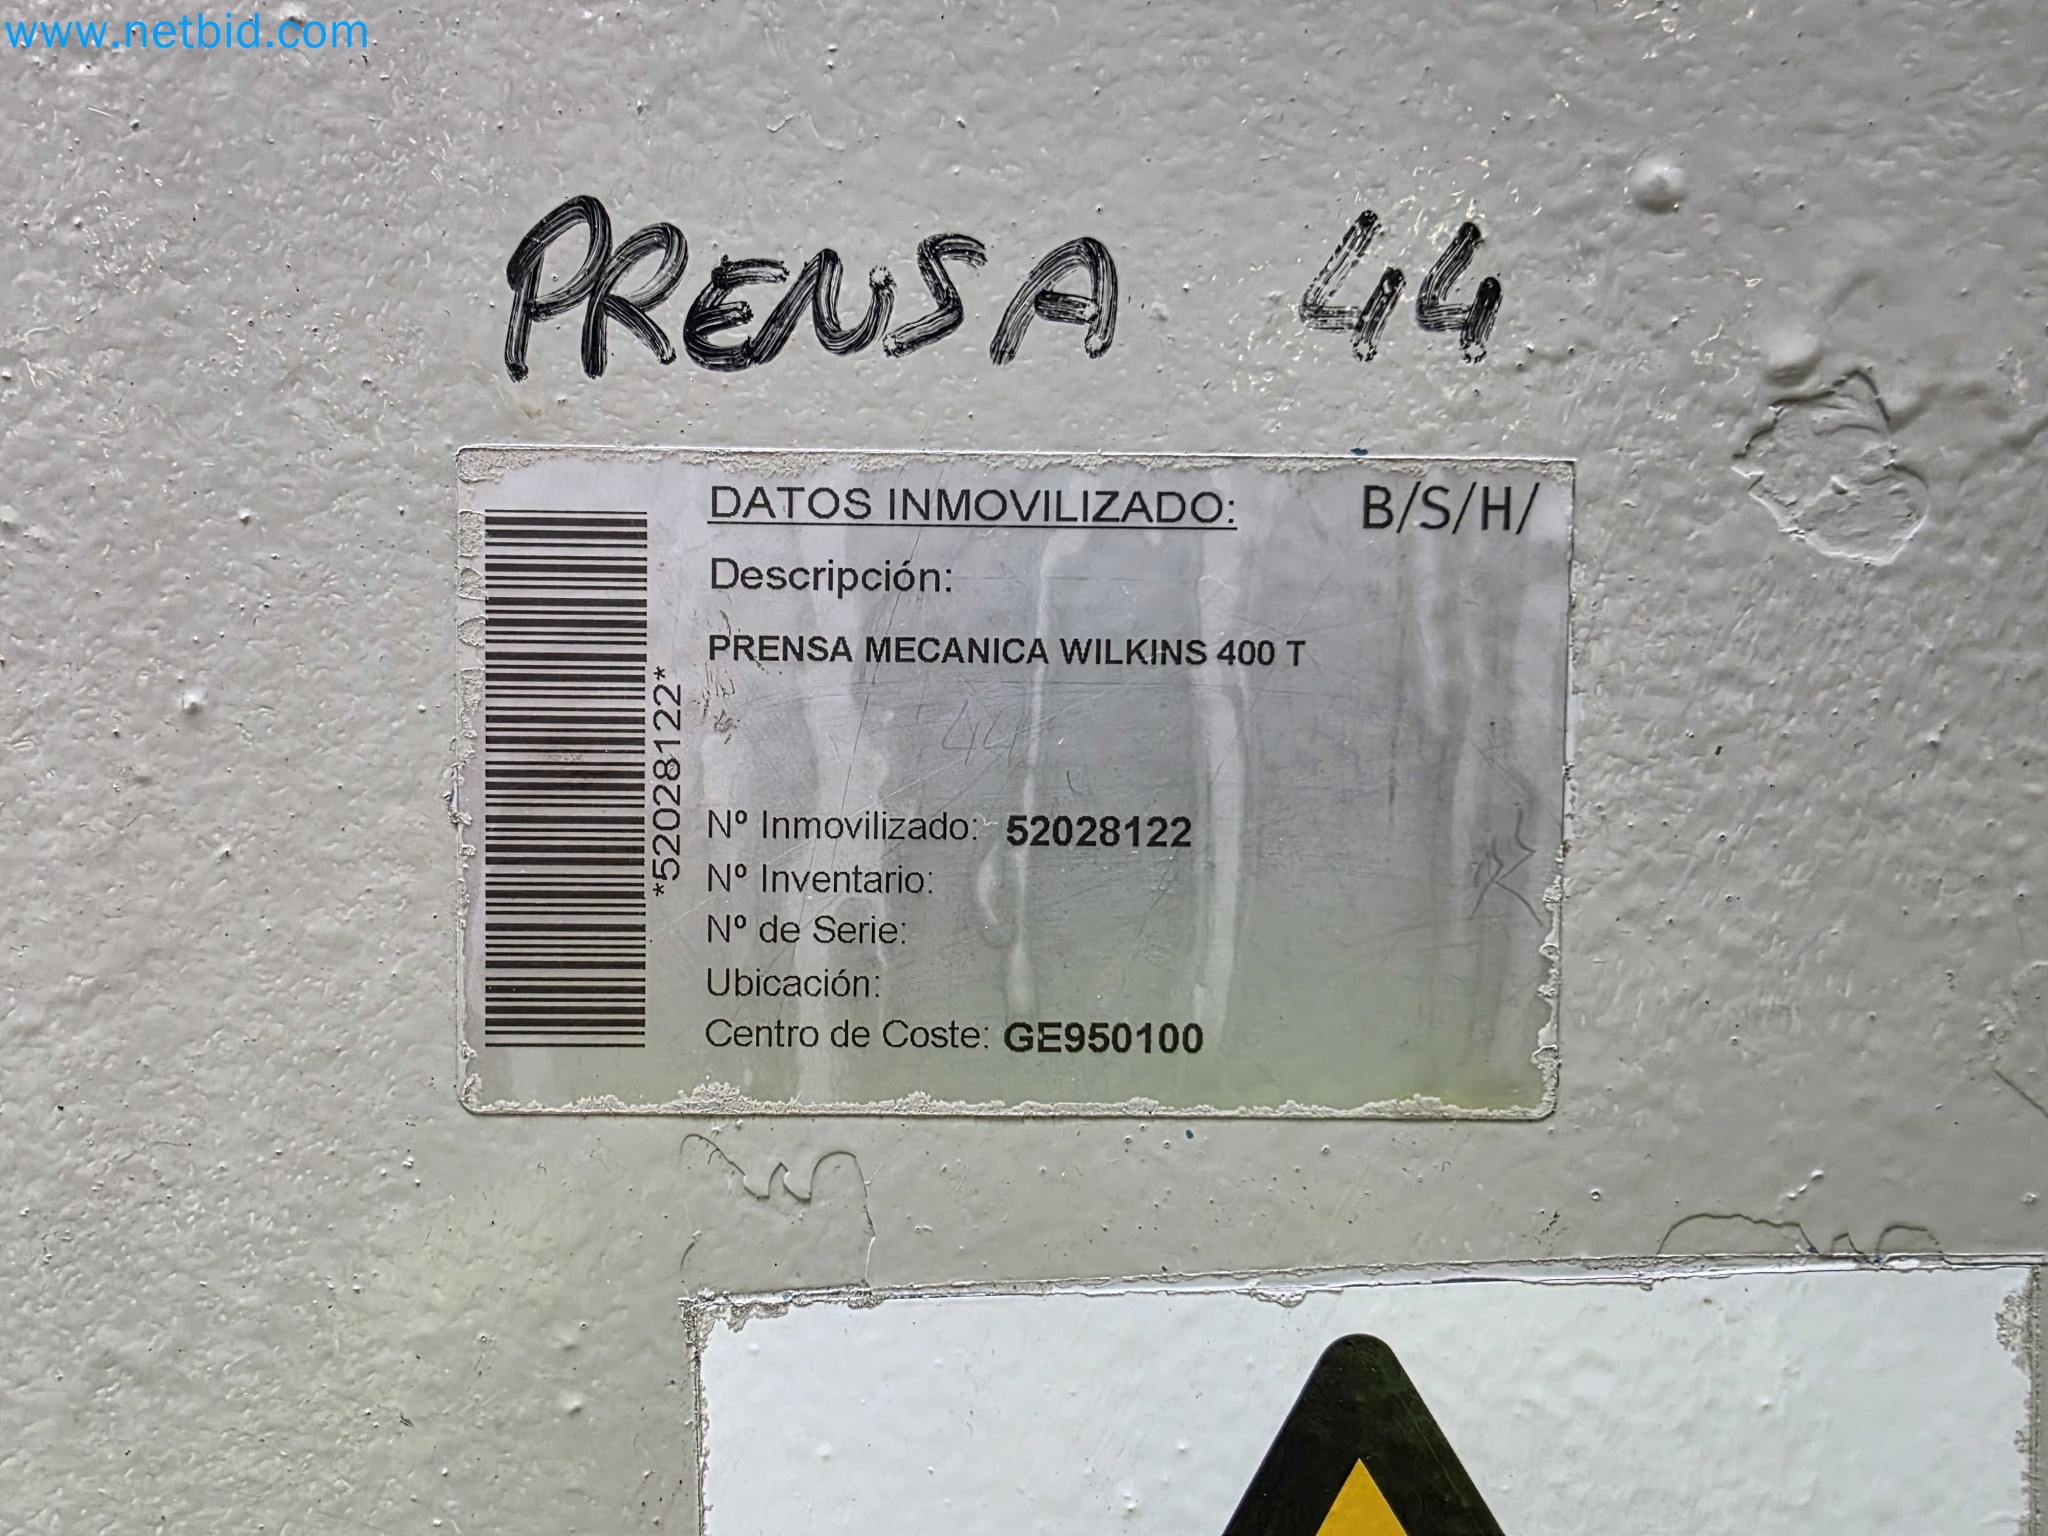 www.netbid.com
PRENSA 44
DATOS INMOVILIZADO: B/S/H/
Descripción:
PRENSA MECANICA WILKINS 400 T
44
*52028122*
Nº Inmovilizado: 52028122
Nº Inventario:
Nº de Serie:
Ubicación:
Centro de Coste: GE950100